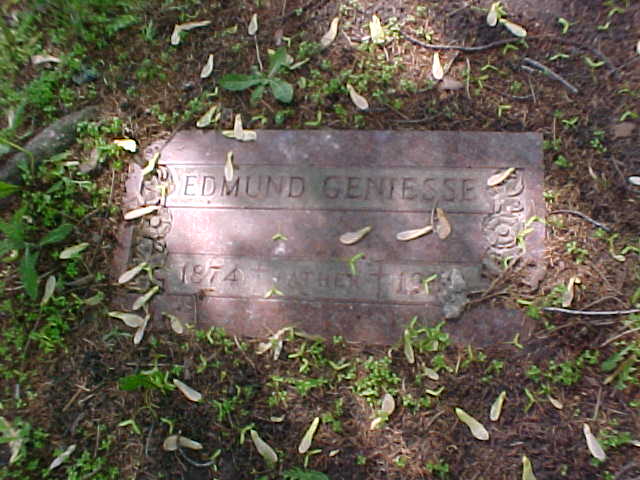 EDMUND GENIESSE
1874 FATHER